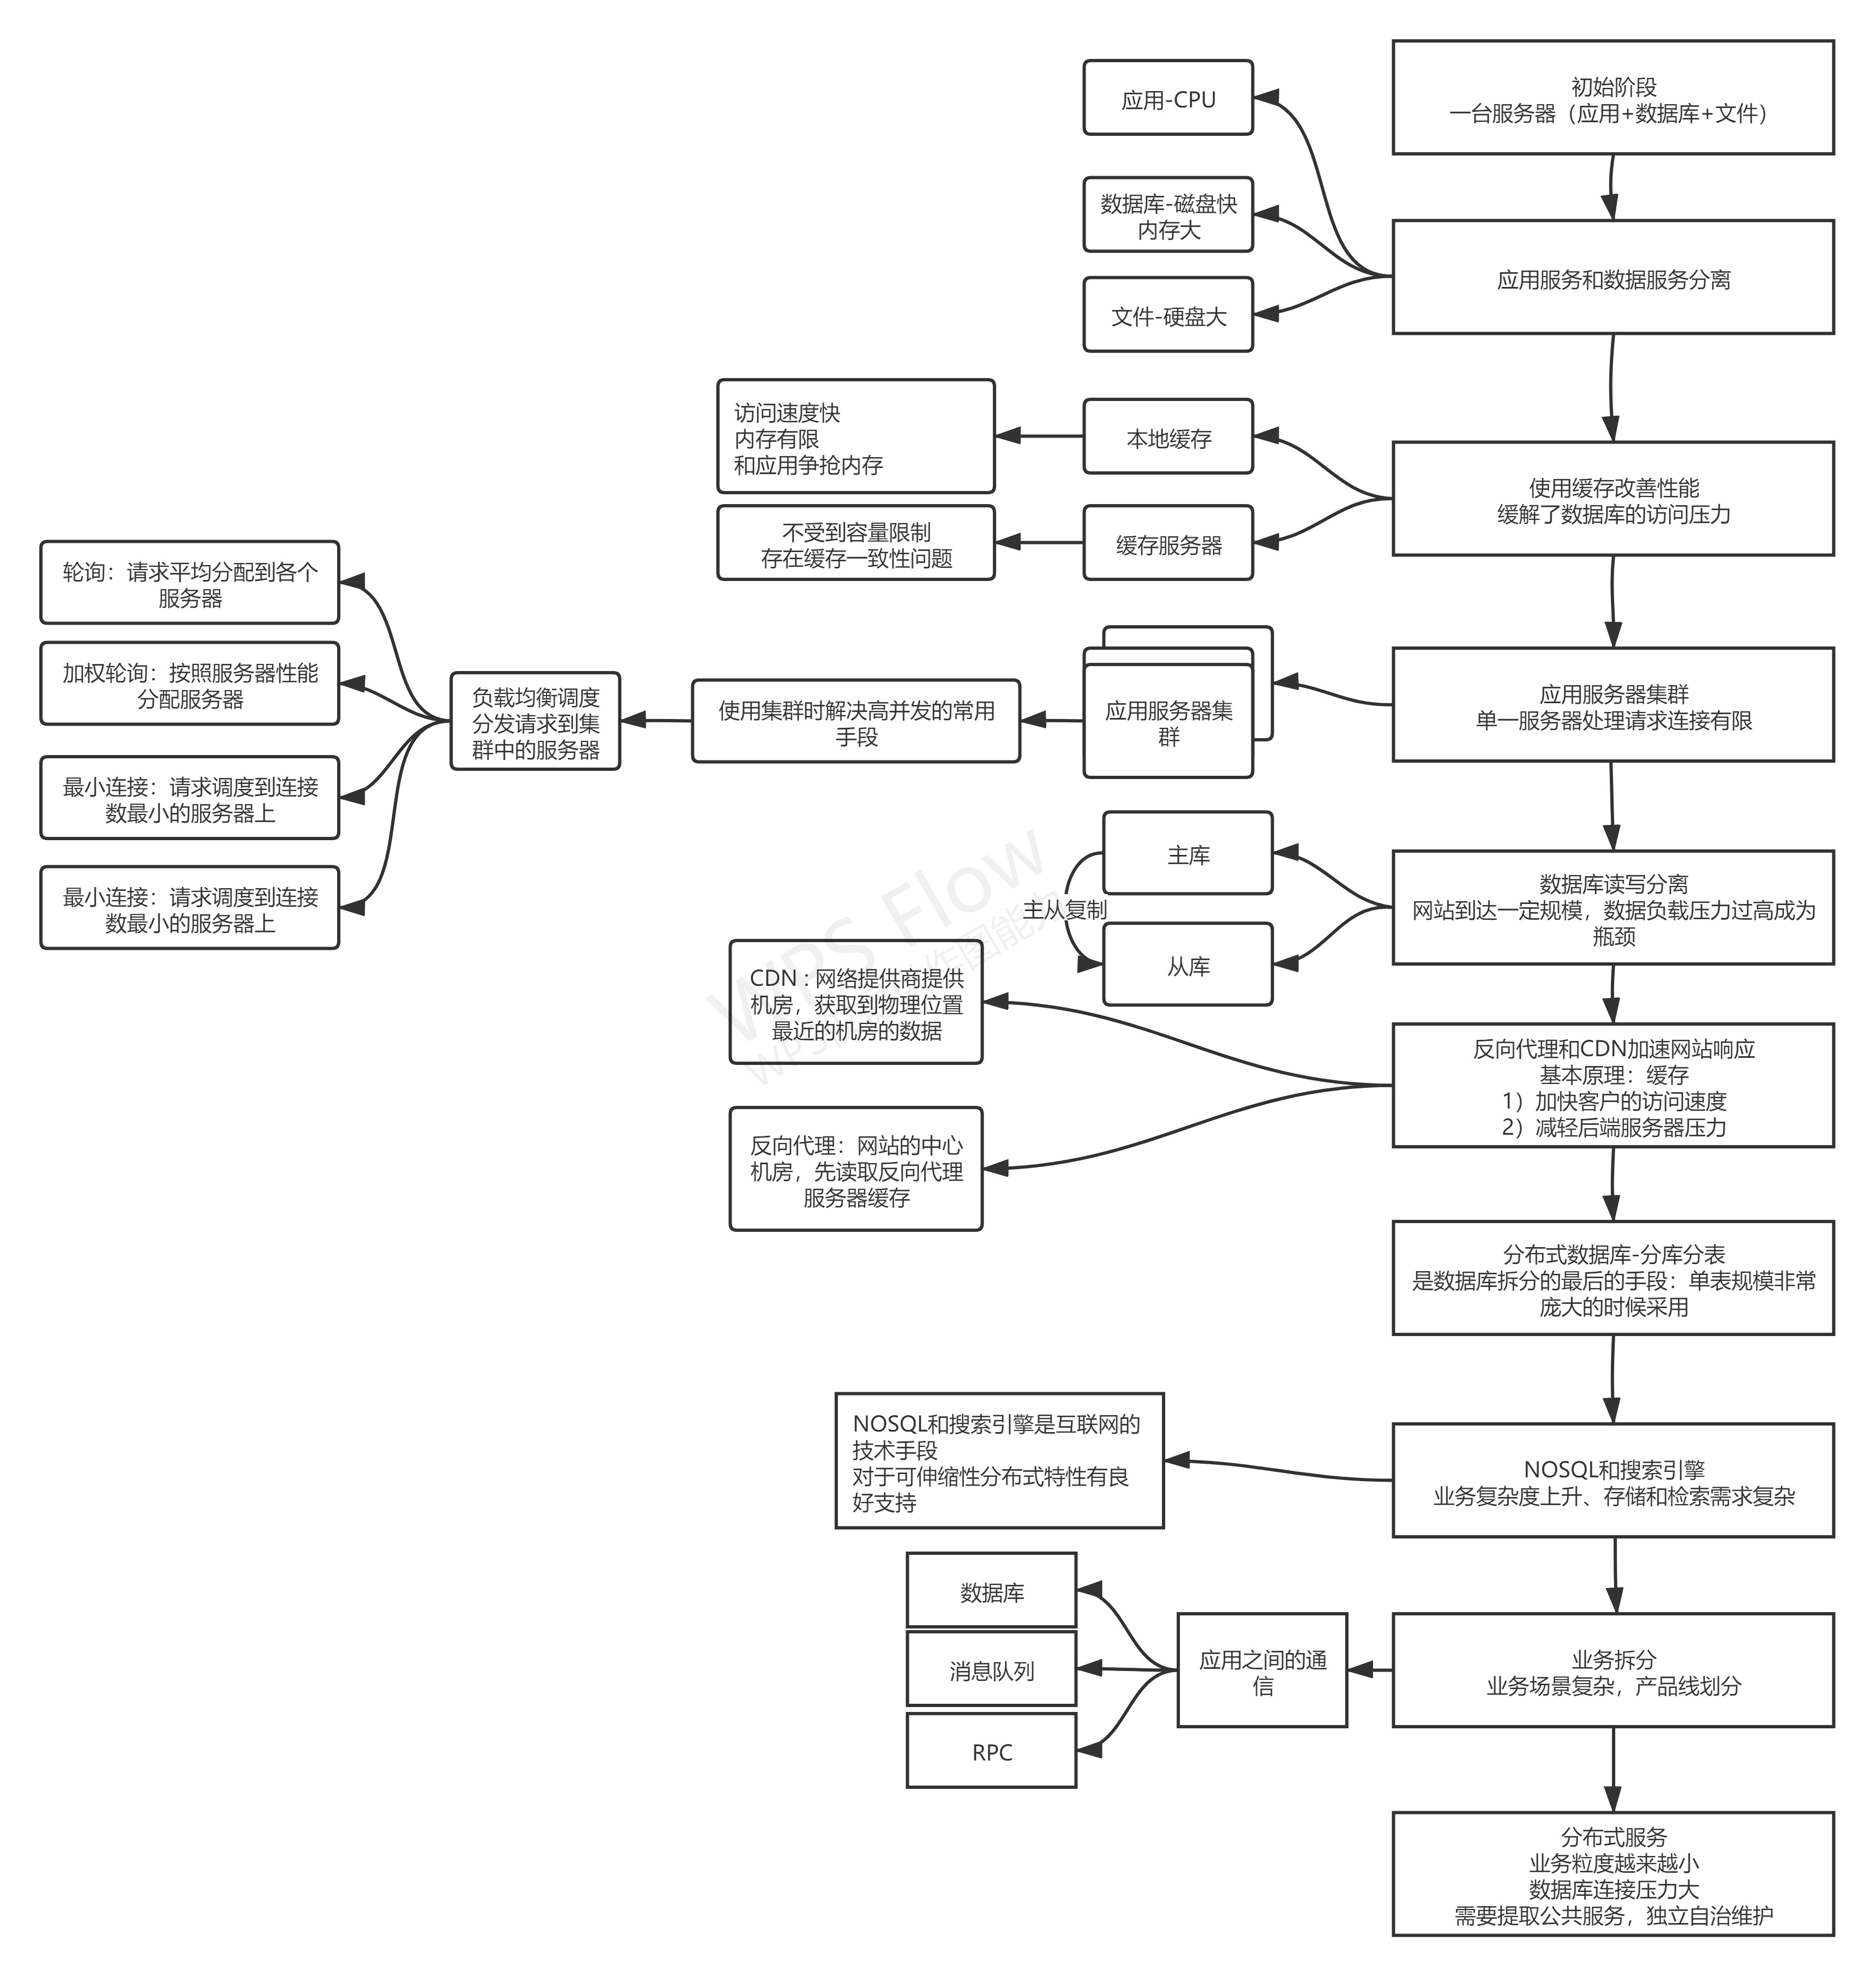 初始阶段
一台服务器（应用+数据库+文件）
应用-CPU
数据库-磁盘快
内存大
文件-硬盘大
应用服务和数据服务分离
访问速度快
内存有限
和应用争抢内存
本地缓存
不受到容量限制
存在缓存一致性问题
缓存服务器
使用缓存改善性能
缓解了数据库的访问压力
轮询：请求平均分配到各个
服务器
加权轮询：按照服务器性能
分配服务器
最小连接：请求调度到连接
数最小的服务器上
最小连接：请求调度到连接
数最小的服务器上
负载均衡调度
分发请求到集
群中的服务器
使用集群时解决高并发的常用
手段
应用服务器集
群
应用服务器集群
单一服务器处理请求连接有限
主库
主从复制
从库
数据库读写分离
网站到达一定规模，数据负载压力过高成为
瓶颈
WPS Flow
CDN：网络提供商提供
机房，获取到物理位置
最近的机房的数据
反向代理：网站的中心
机房，先读取反向代理
服务器缓存
反向代理和CDN加速网站响应
基本原理：缓存
1）加快客户的访问速度
2）减轻后端服务器压力
分布式数据库-分库分表
是数据库拆分的最后的手段：单表规模非常
庞大的时候采用
NOSQL和搜索引擎是互联网的
技术手段
对于可伸缩性分布式特性有良
好支持
NOSQL和搜索引擎
业务复杂度上升、存储和检索需求复杂
数据库
消息队列
RPC
应用之间的通
信
业务拆分
业务场景复杂，产品线划分
分布式服务
业务粒度越来越小
数据库连接压力大
需要提取公共服务，独立自治维护